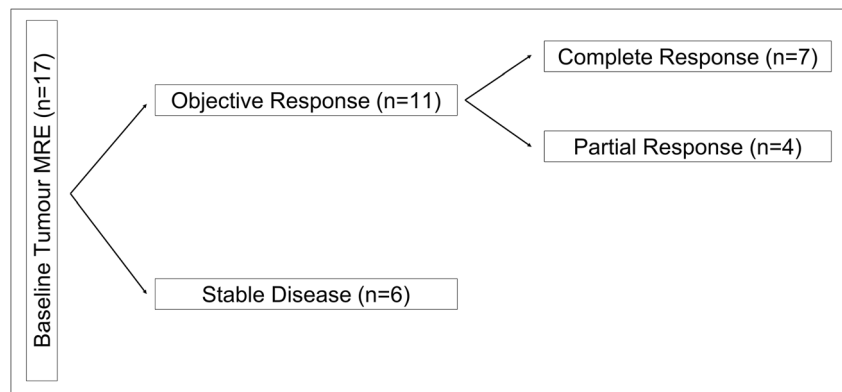 Baseline Tumour MRE (n=17)
Objective Response (n=11)
Complete Response (n=7)
Partial Response (n=4)
Stable Disease (n=6)